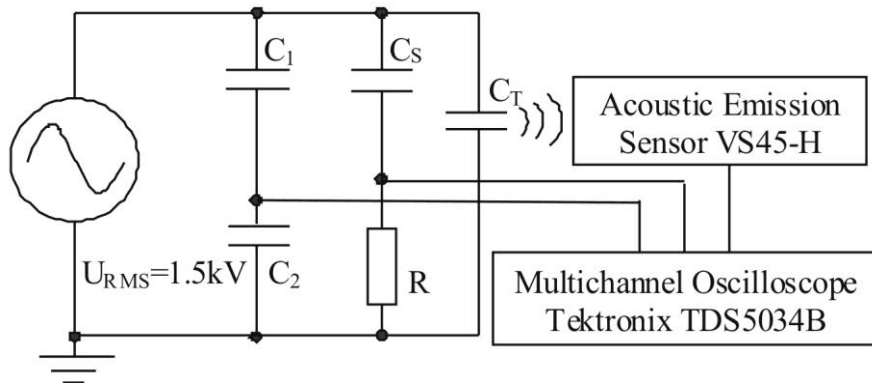 C1
CS
CT
Acoustic Emission
Sensor VS45-H
URMS=1.5kV
C2
R
Multichannel Oscilloscope
Tektronix TDS5034B